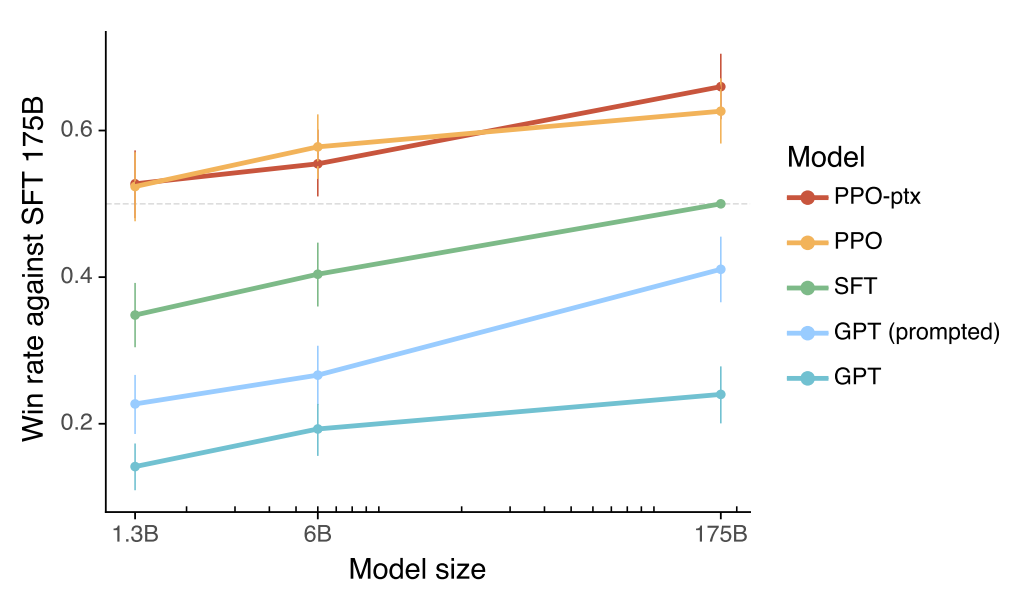 Win rate against SFT 175B
0.6
0.4
0.2
1.3B
6B
175B
Model size
Model
PPO-ptx
PPO
SFT
GPT (prompted)
GPT